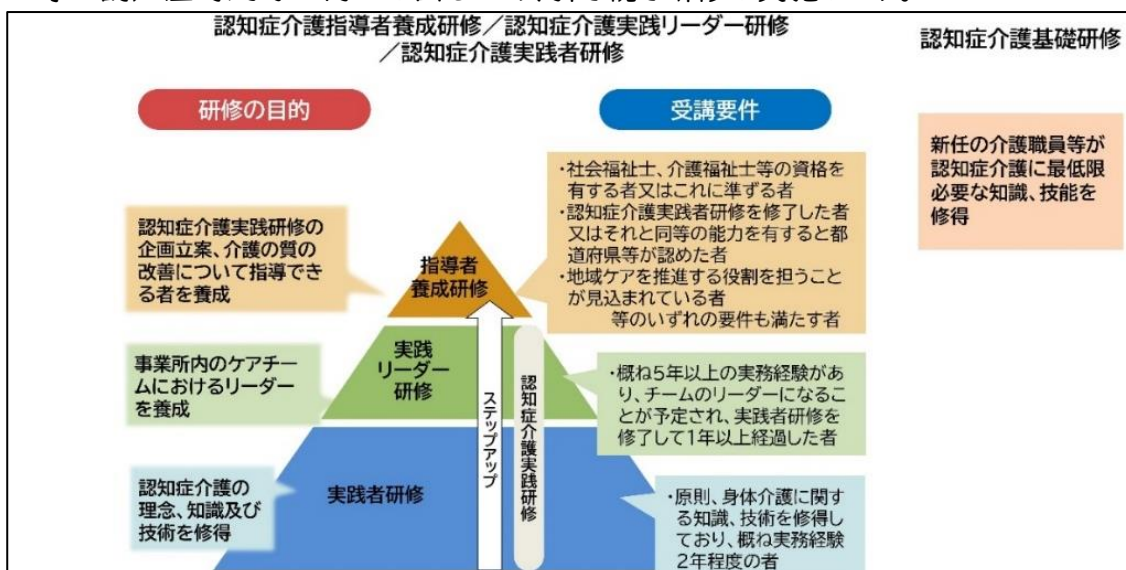 認知症介護指導者養成研修/認知症介護実践リーダー研修
/認知症介護実践者研修
認知症介護基礎研修
研修の目的
受講要件
新任の介護職員等が
認知症介護に最低限
必要な知識、技能を
修得
・社会福祉士、介護福祉士等の資格を
有する者又はこれに準ずる者
・認知症介護実践者研修を修了した者
又はそれと同等の能力を有すると都
道府県等が認めた者
・地域ケアを推進する役割を担うこと
が見込まれている者
等のいずれの要件も満たす者
認知症介護実践研修の
企画立案、介護の質の
改善について指導でき
る者を養成
指導者
養成研修
事業所内のケアチー
ムにおけるリーダー
を養成
実践
リーダー
研修
ステップアップ
認知症介護実践研修
・概ね5年以上の実務経験があ
り、チームのリーダーになるこ
とが予定され、実践者研修を
修了して1年以上経過した者
認知症介護の
理念、知識及び
技術を修得
実践者研修
・原則、身体介護に関す
る知識、技術を修得し
ており、概ね実務経験
2年程度の者